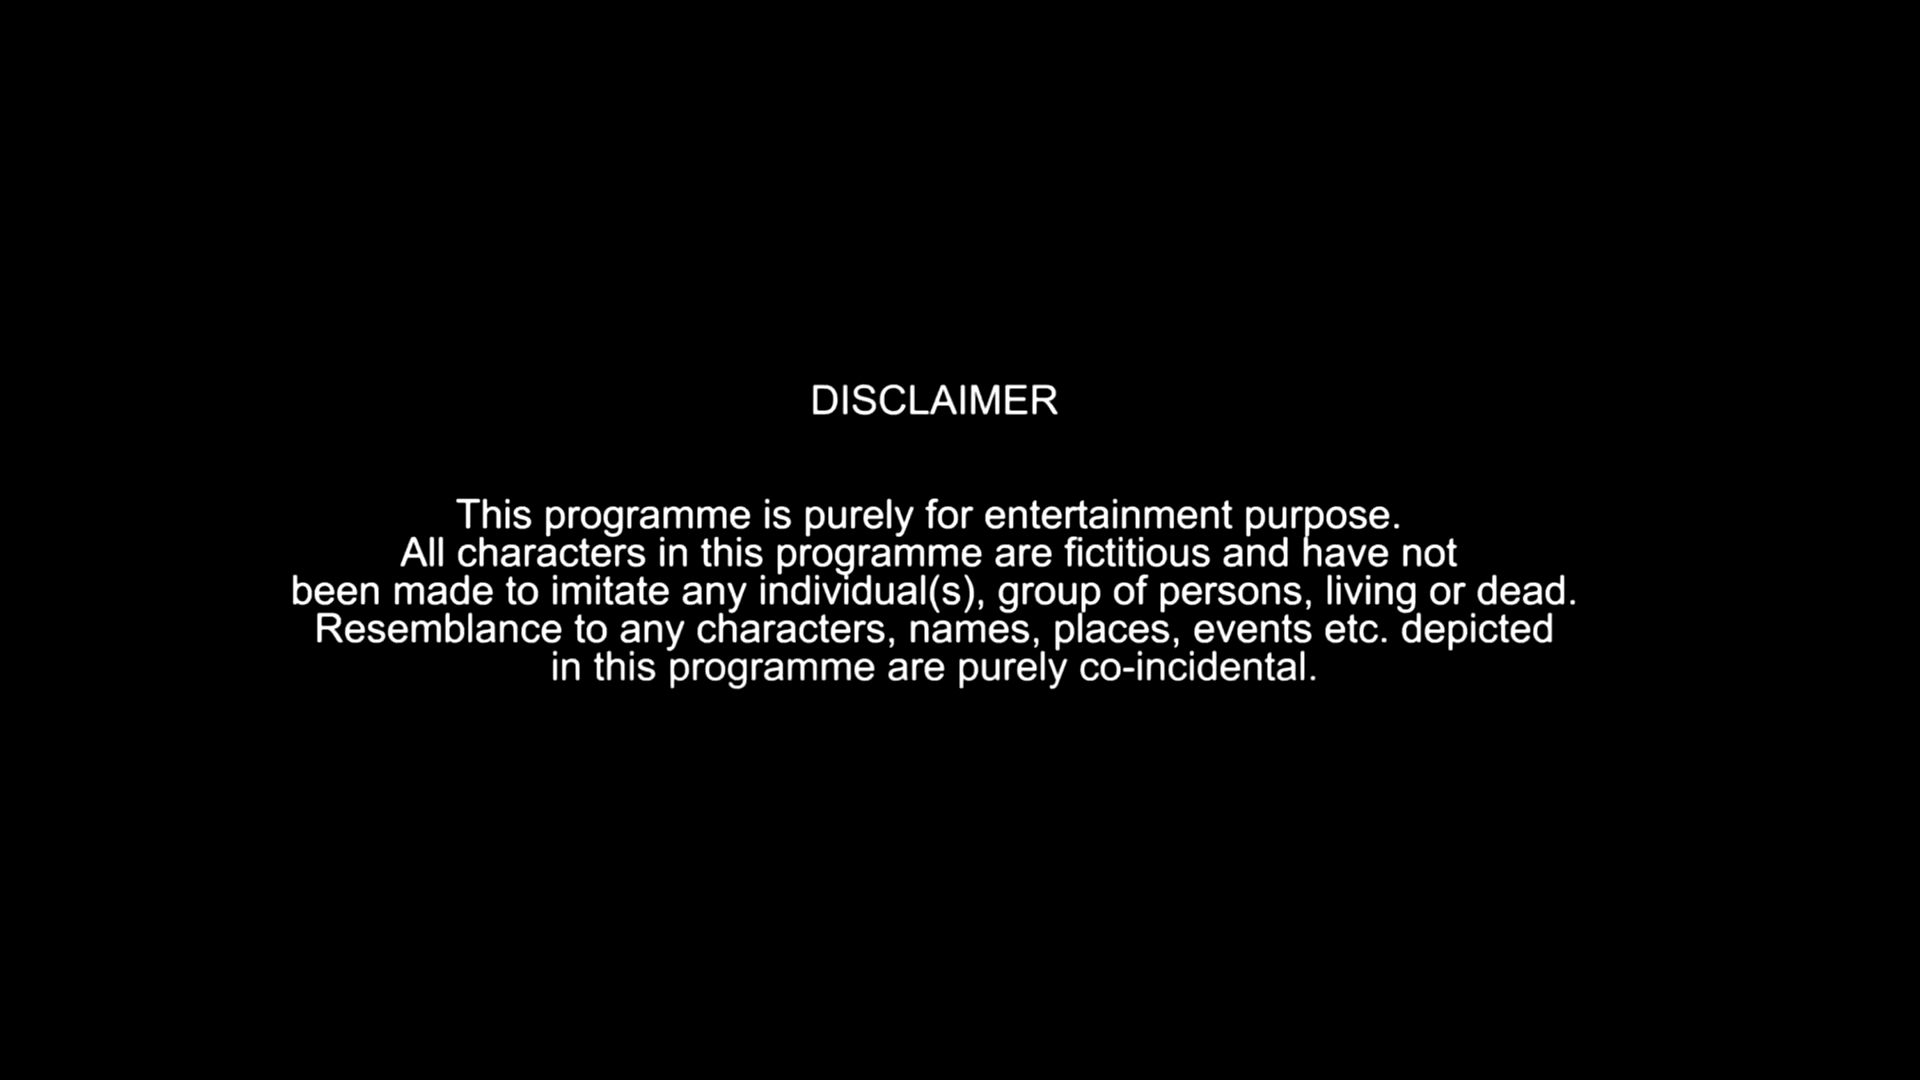 DISCLAIMER
This programme is purely for entertainment purpose.
All characters in this programme are fictitious and have not
been made to imitate any individual(s), group of persons, living or dead.
Resemblance to any characters, names, places, events etc. depicted
in this programme are purely co-incidental.